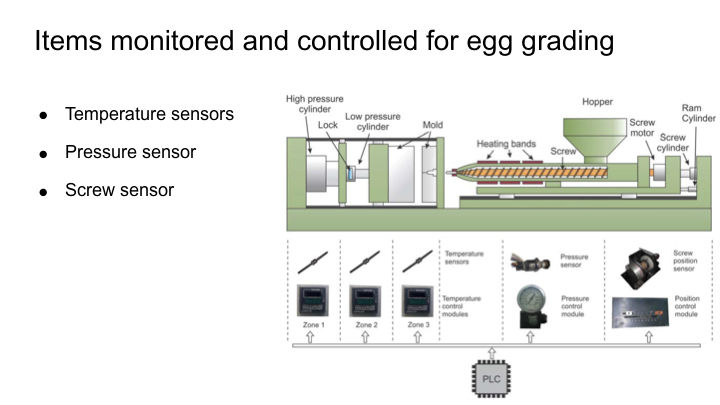 Items monitored and controlled for egg grading
● Temperature sensors
● Pressure sensor
● Screw sensor
High pressure
cylinder
Lock
Low pressure
cylinder
Mold
Heating bands
Screw
Hopper
Screw
motor
Screw
cylinder
Ram
Cylinder
Temperature
sensors
Pressure
sensor
Screw
position
sensor
Temperature
control
modules
Pressure
control
module
Position
control
module
Zone 1
Zone 2
Zone 3
PLC